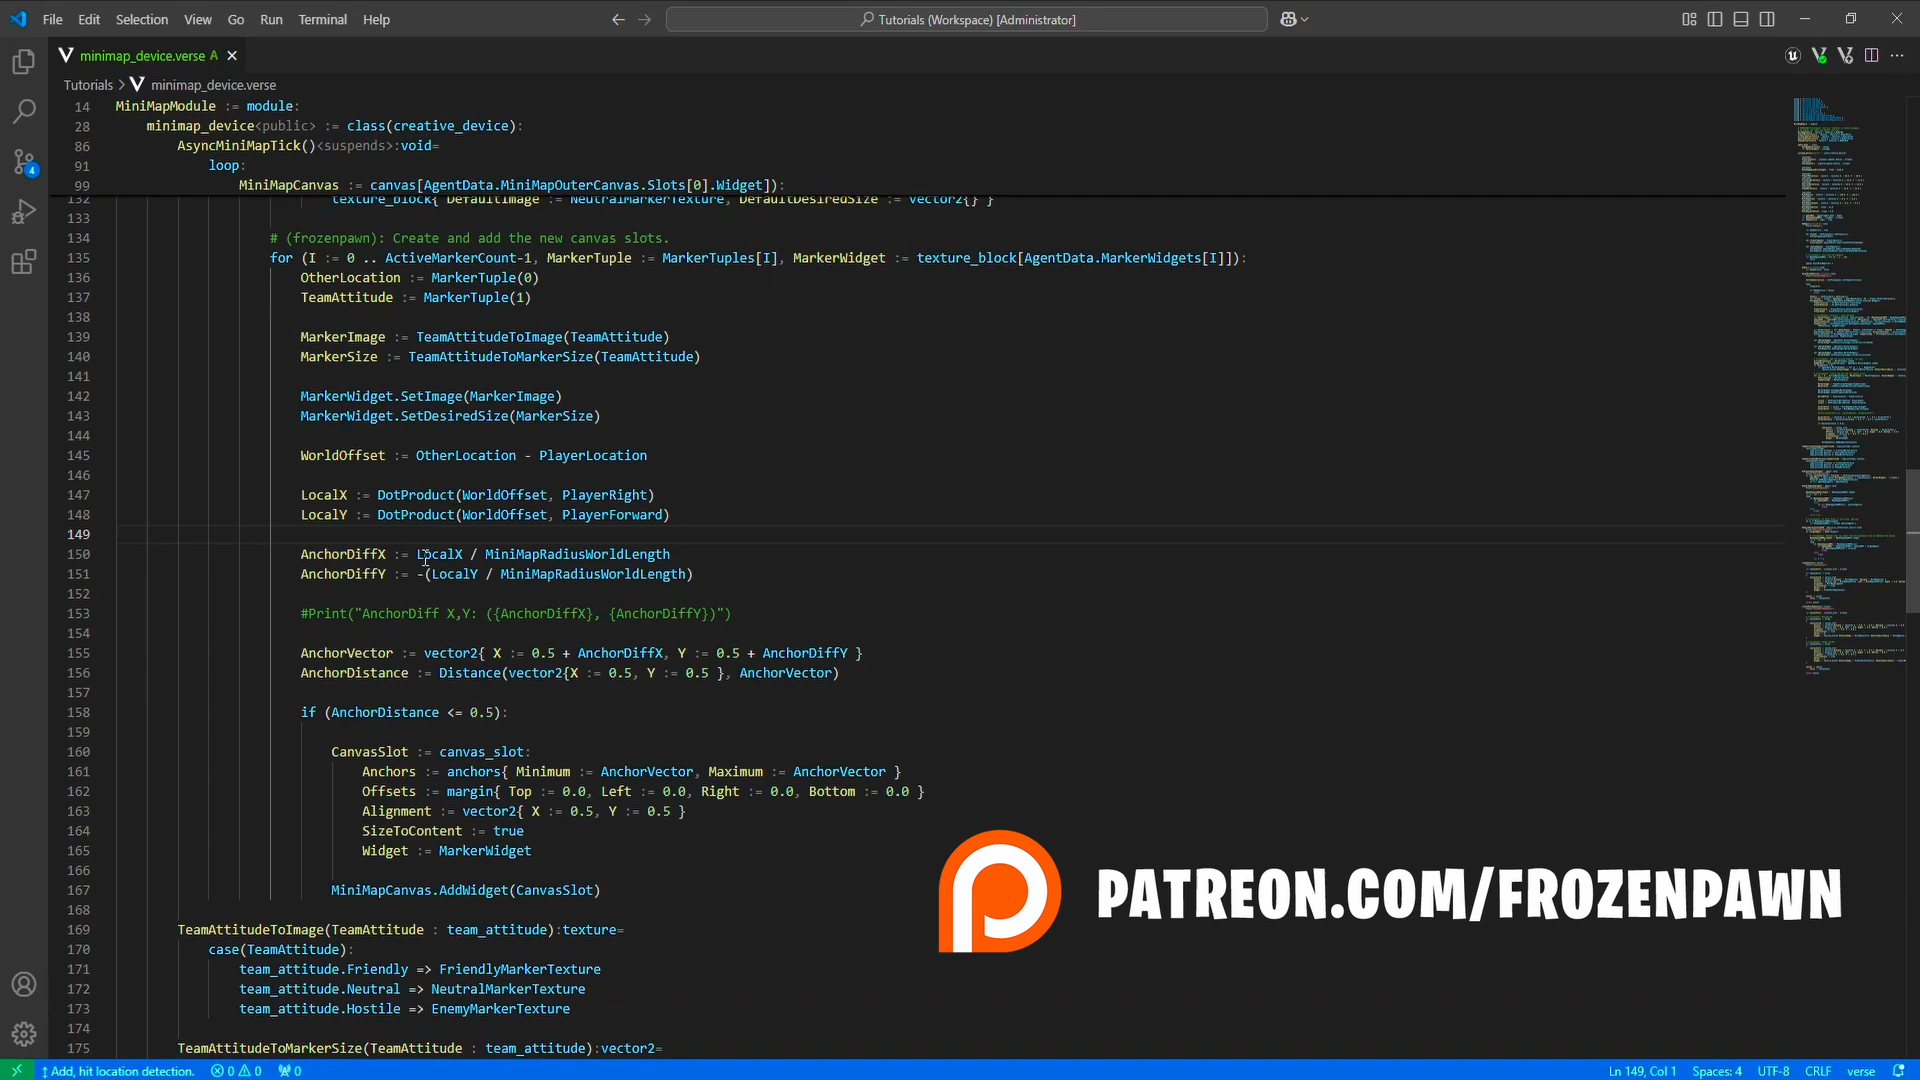 File Edit Selection View Go Run Terminal Help
Tutorials (Workspace) [Administrator]
minimap_device.verse A
Tutorials > minimap_device.verse
14 MiniMapModule := module:
28 minimap_device<public> := class(creative_device):
86 AsyncMiniMapTick()<suspends>:void=
91 loop:
99 MiniMapCanvas := canvas[AgentData.MiniMapOuterCanvas.Slots[0].Widget]):
132 texture_block{ DefaultImage := NeutralMarkerTexture, DefaultDesiredSize := vector2{} }
133
134 # (frozenpawn): Create and add the new canvas slots.
135 for (I := 0 .. ActiveMarkerCount-1, MarkerTuple := MarkerTuples[I], MarkerWidget := texture_block[AgentData.MarkerWidgets[I]]):
136 OtherLocation := MarkerTuple(0)
137 TeamAttitude := MarkerTuple(1)
138
139 MarkerImage := TeamAttitudeToImage(TeamAttitude)
140 MarkerSize := TeamAttitudeToMarkerSize(TeamAttitude)
141
142 MarkerWidget.SetImage(MarkerImage)
143 MarkerWidget.SetDesiredSize(MarkerSize)
144
145 WorldOffset := OtherLocation - PlayerLocation
146
147 LocalX := DotProduct(WorldOffset, PlayerRight)
148 LocalY := DotProduct(WorldOffset, PlayerForward)
149
150 AnchorDiffX := LocalX / MiniMapRadiusWorldLength
151 AnchorDiffY := -(LocalY / MiniMapRadiusWorldLength)
152
153 #Print("AnchorDiff X,Y: ({AnchorDiffX}, {AnchorDiffY})")
154
155 AnchorVector := vector2{ X := 0.5 + AnchorDiffX, Y := 0.5 + AnchorDiffY }
156 AnchorDistance := Distance(vector2{X := 0.5, Y := 0.5 }, AnchorVector)
157
158 if (AnchorDistance <= 0.5):
159
160 CanvasSlot := canvas_slot:
161 Anchors := anchors{ Minimum := AnchorVector, Maximum := AnchorVector }
162 Offsets := margin{ Top := 0.0, Left := 0.0, Right := 0.0, Bottom := 0.0 }
163 Alignment := vector2{ X := 0.5, Y := 0.5 }
164 SizeToContent := true
165 Widget := MarkerWidget
166
167 MiniMapCanvas.AddWidget(CanvasSlot)
168
169 TeamAttitudeToImage(TeamAttitude : team_attitude):texture=
170 case(TeamAttitude):
171 team_attitude.Friendly => FriendlyMarkerTexture
172 team_attitude.Neutral => NeutralMarkerTexture
173 team_attitude.Hostile => EnemyMarkerTexture
174
175 TeamAttitudeToMarkerSize(TeamAttitude : team_attitude):vector2=
PATREON.COM/FROZENPAWN
4
Add, hit location detection. 0 0 0 Ln 149, Col 1 Spaces: 4 UTF-8 CRLF verse